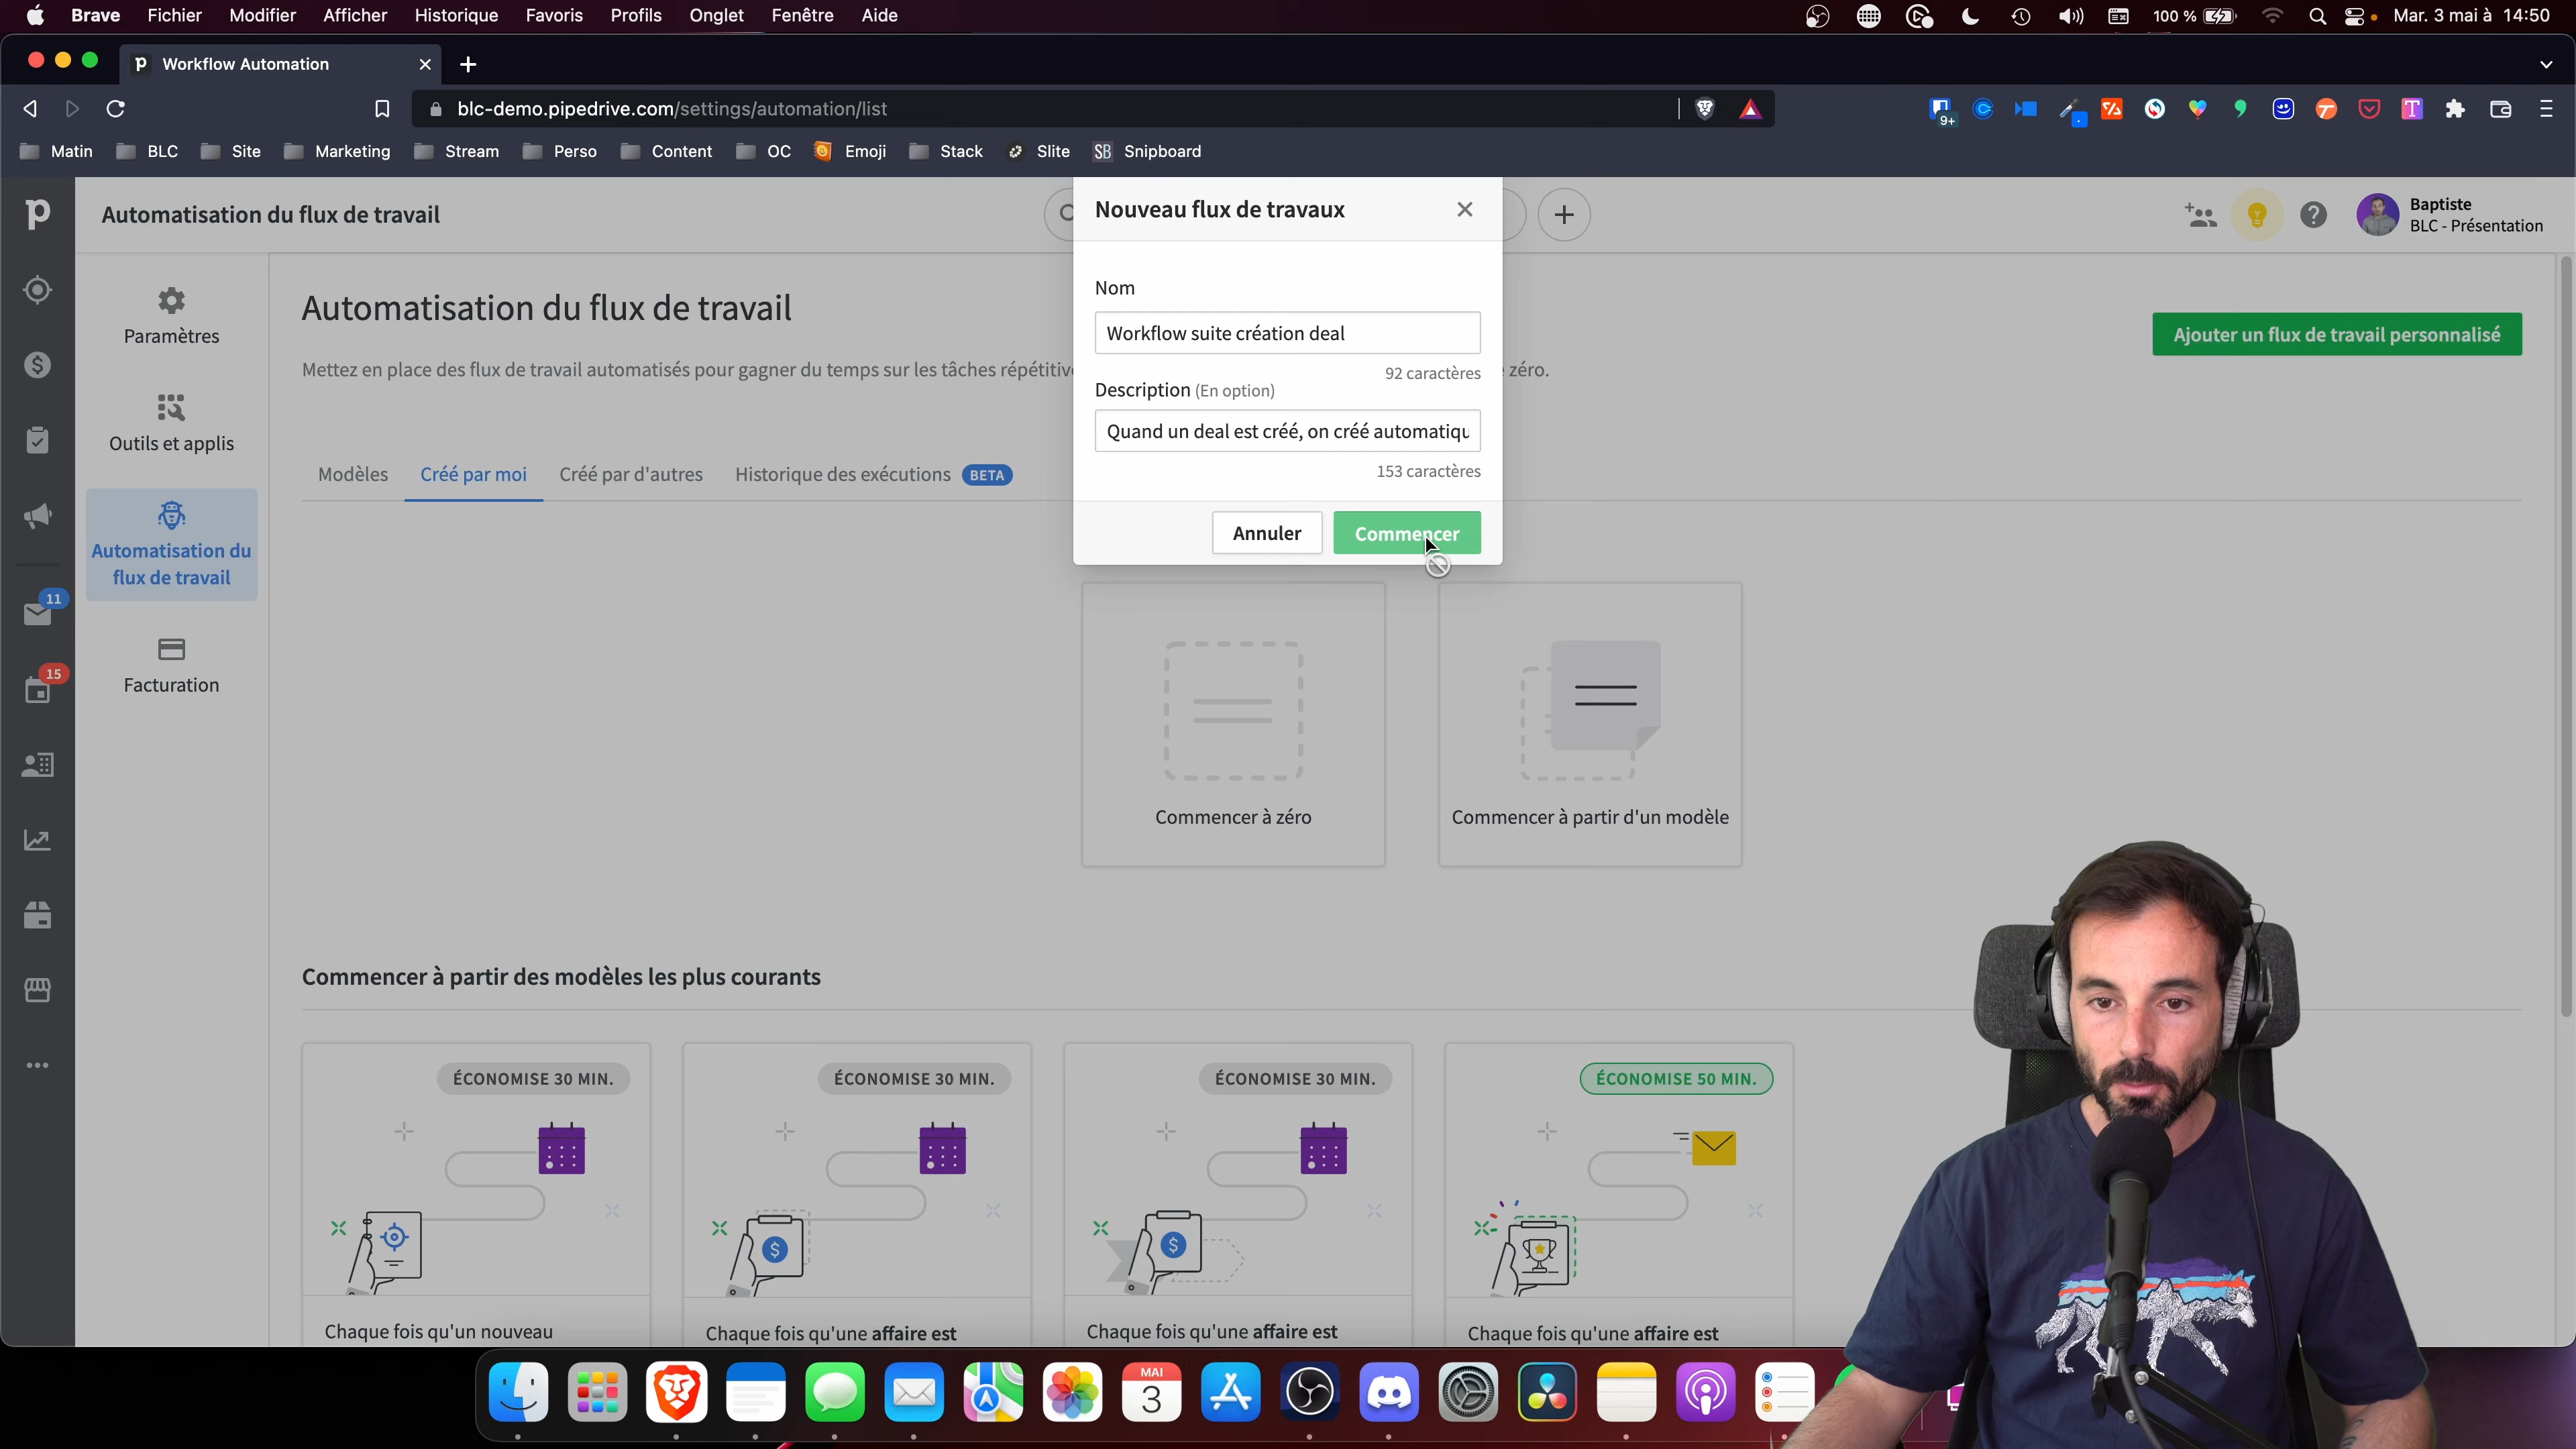 Brave Fichier Modifier Afficher Historique Favoris Profils Onglet Fenêtre Aide
100 % Mar. 3 mai à 14:50
Workflow Automation
blc-demo.pipedrive.com/settings/automation/list
9+
Matin BLC Site Marketing Stream Perso Content OC Emoji Stack Slite SB Snipboard
Automatisation du flux de travail
Baptiste
BLC - Présentation
Nouveau flux de travaux
Nom
Workflow suite création deal
92 caractères
Description (En option)
Quand un deal est créé, on créé automatiqu
153 caractères
Annuler Commencer
Paramètres
Outils et applis
Automatisation du
flux de travail
Facturation
11
15
Automatisation du flux de travail
Ajouter un flux de travail personnalisé
Mettez en place des flux de travail automatisés pour gagner du temps sur les tâches répétitiv
zéro.
Modèles Créé par moi Créé par d'autres Historique des exécutions BETA
Commencer à zéro
Commencer à partir d'un modèle
Commencer à partir des modèles les plus courants
ÉCONOMISE 30 MIN.
ÉCONOMISE 30 MIN.
ÉCONOMISE 30 MIN.
ÉCONOMISE 50 MIN.
Chaque fois qu'un nouveau
Chaque fois qu'une affaire est
Chaque fois qu'une affaire est
Chaque fois qu'une affaire est
MAI
3